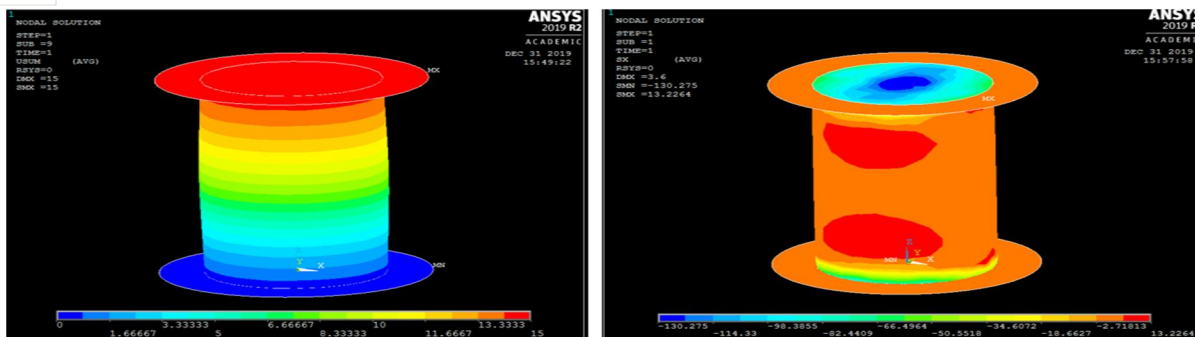 1
NODAL SOLUTION
STEP=1
SUB =9
TIME=1
USUM (AVG)
RSYS=0
DMX =15
SMX =15
ANSYS
2019 R2
ACADEMIC
DEC 31 2019
15:49:22
MX
MN
Y
X
0 3.33333 6.66667 10 13.3333
1.66667 5 8.33333 11.6667 15
1
NODAL SOLUTION
STEP=1
SUB =1
TIME=1
SX (AVG)
RSYS=0
DMX =3.6
SMN =-130.275
SMX =13.2264
ANSYS
2019 R2
ACADEMIC
DEC 31 2019
15:57:58
MX
Z
Y
MN
X
-130.275 -98.3855 -66.4964 -34.6072 -2.71813
-114.33 -82.4409 -50.5518 -18.6627 13.2264